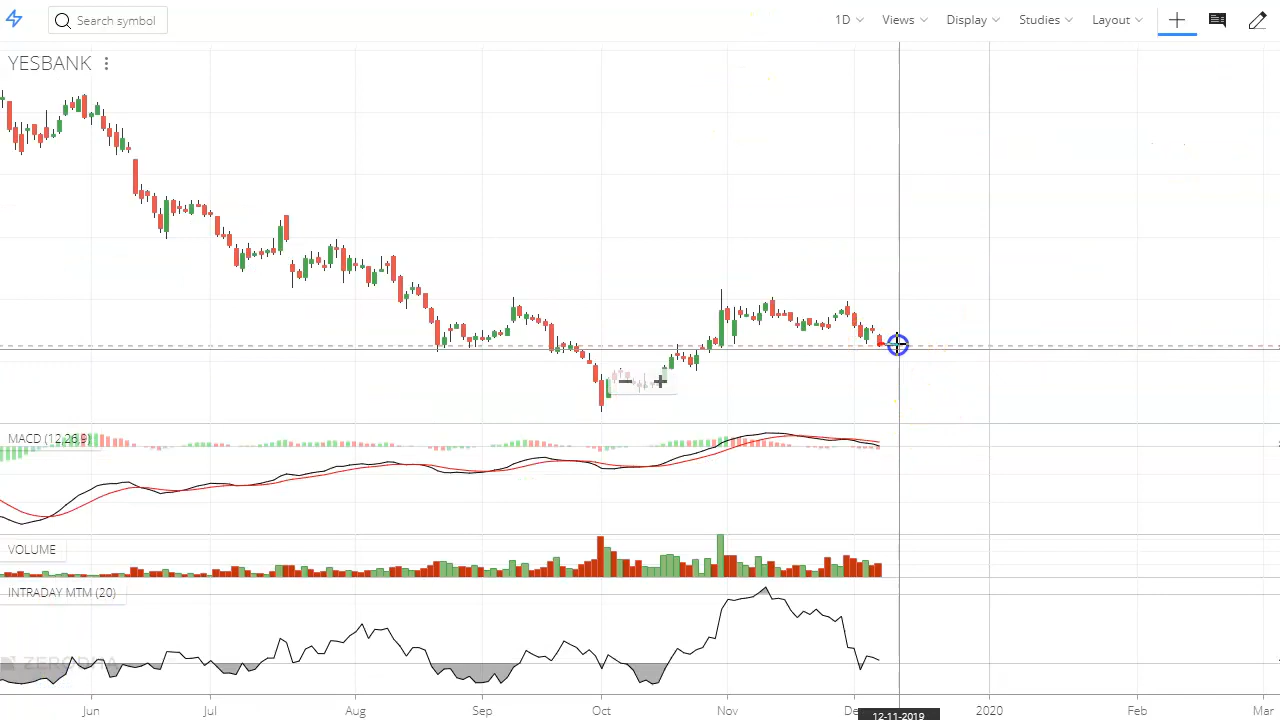 Search symbol 1D Views Display Studies Layout
YESBANK
MACD (12,26,9)
VOLUME
INTRADAY MTM (20)
ZERODHA
Jun Jul Aug Sep Oct Nov 2020 Feb Mar
12-11-2019